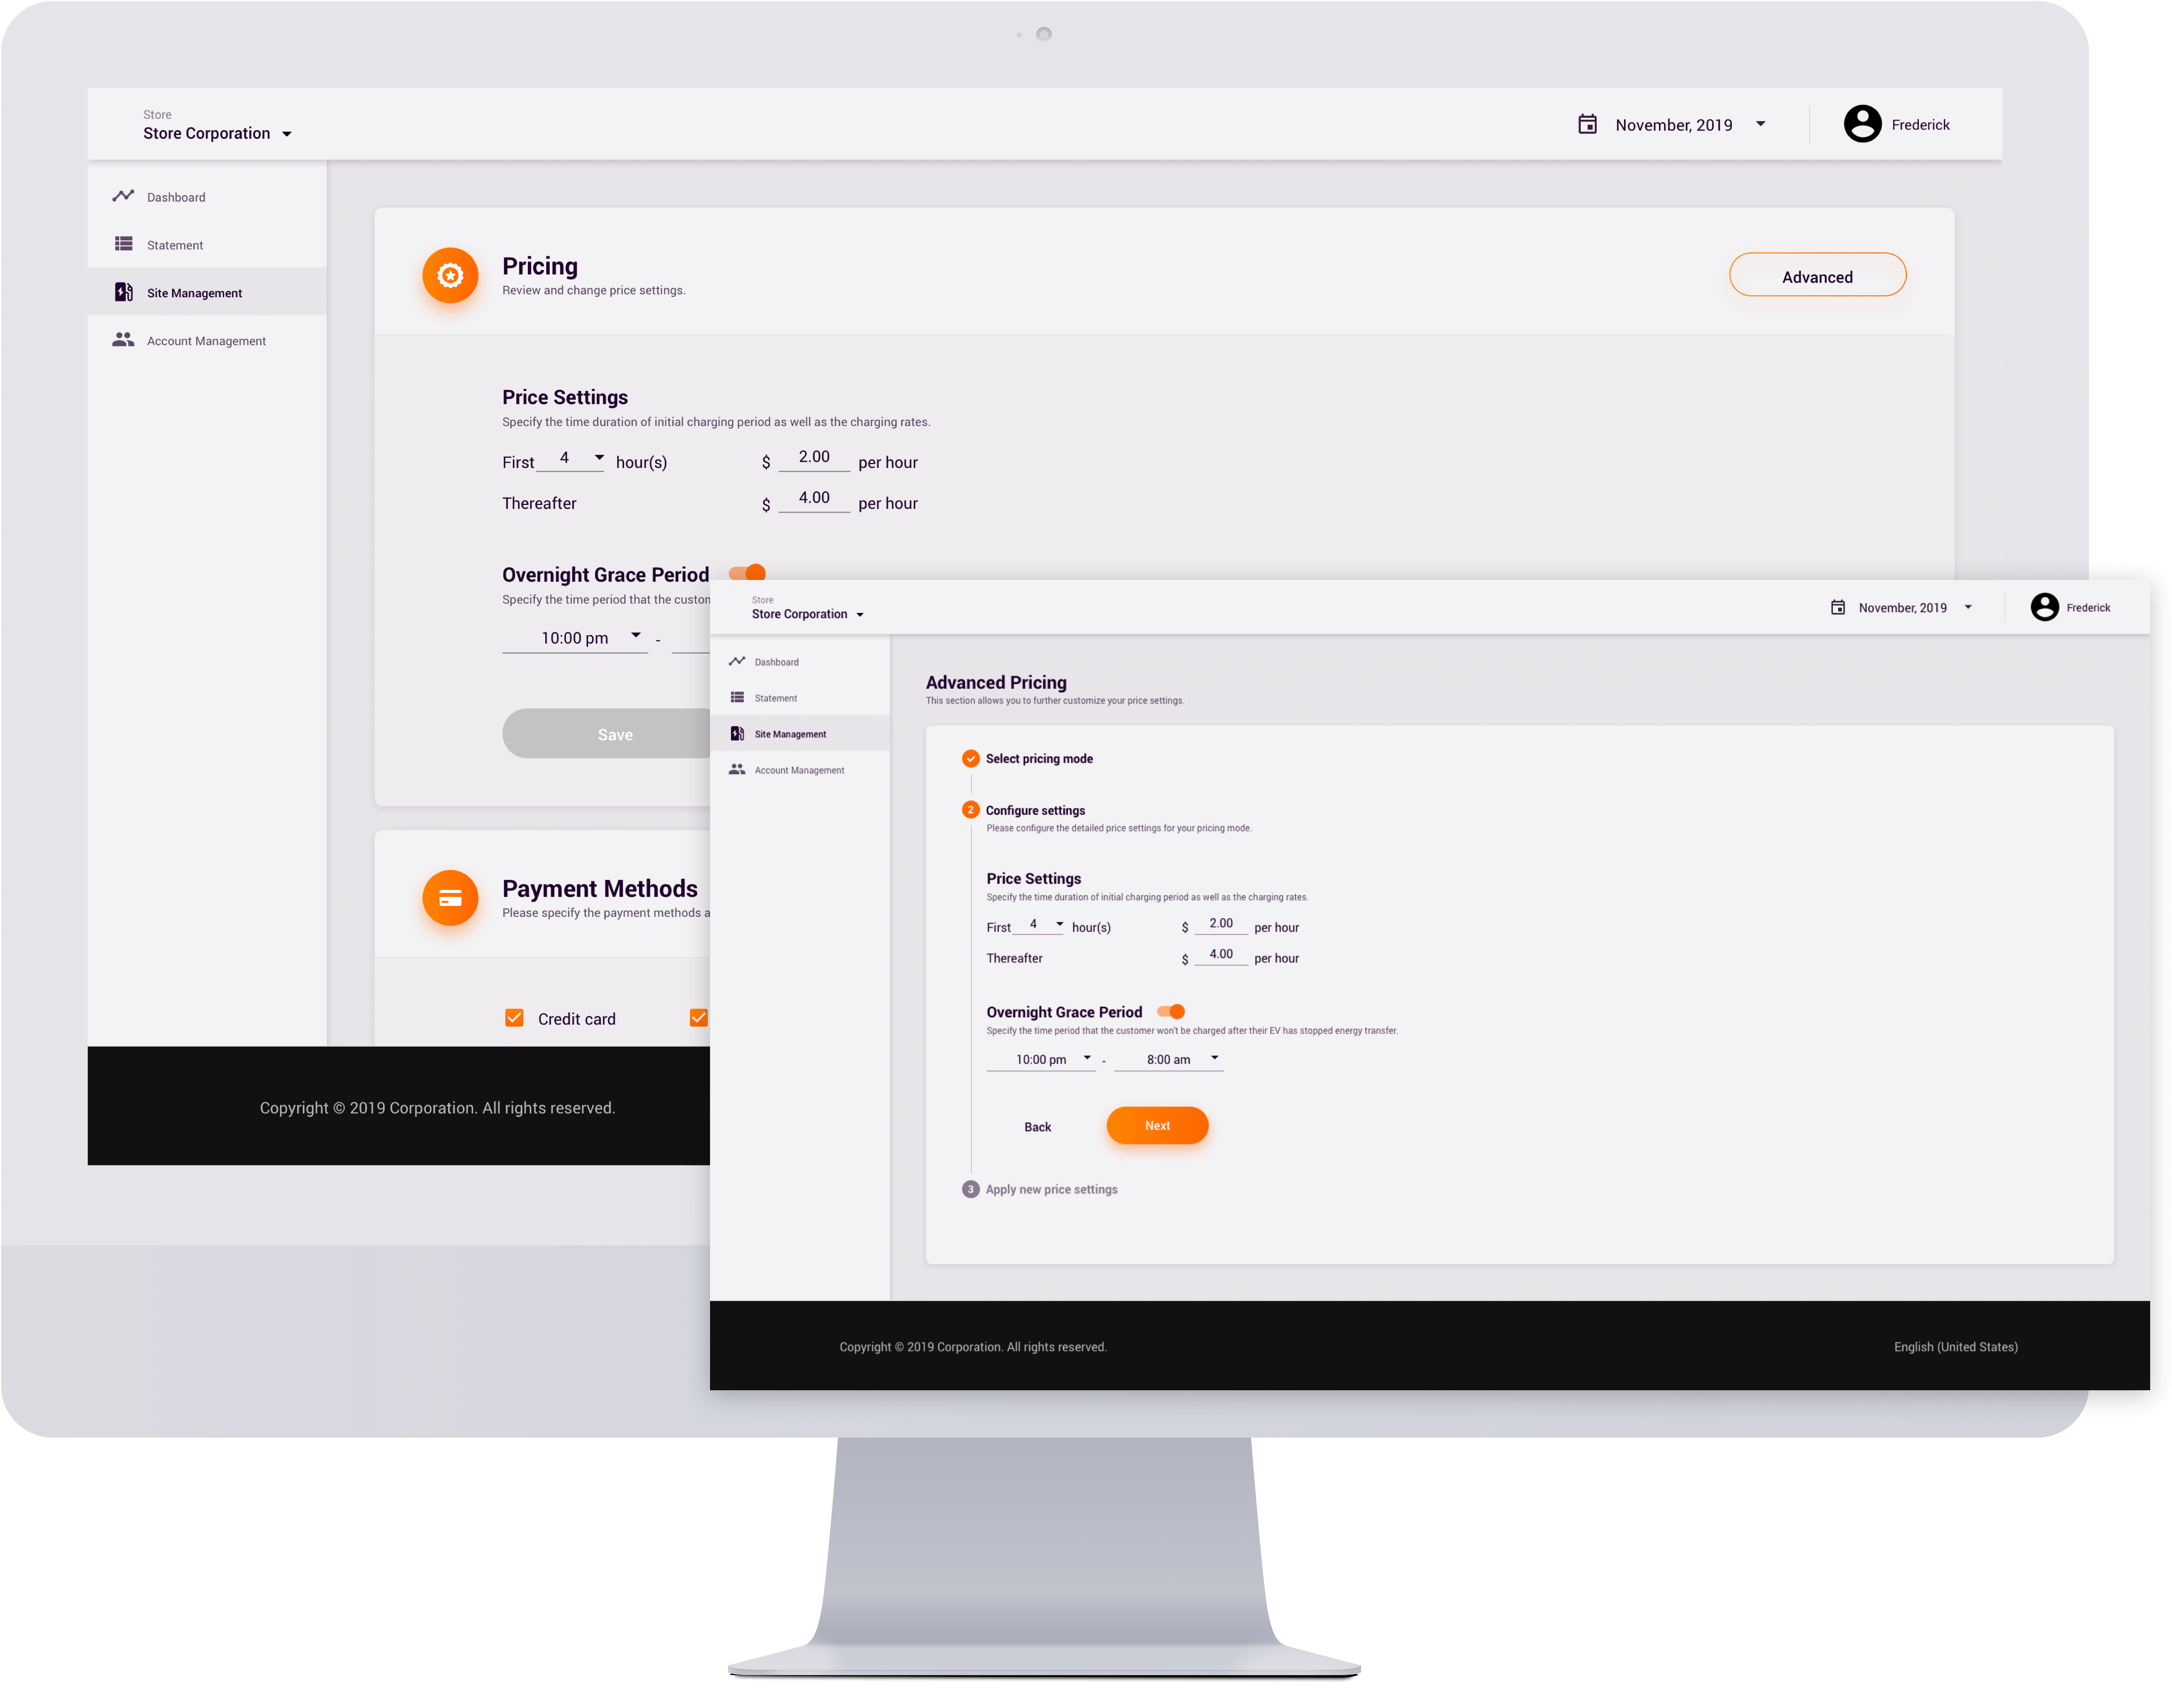 Store
Store Corporation
November, 2019
Frederick
Dashboard
Statement
Site Management
Account Management
Pricing
Review and change price settings.
Advanced
Price Settings
Specify the time duration of initial charging period as well as the charging rates.
First 4 hour(s) $ 2.00 per hour
Thereafter $ 4.00 per hour
Overnight Grace Period
Specify the time period that the
10:00 pm -
Save
Payment Methods
Please specify the payment methods
Credit card
Copyright © 2019 Corporation. All rights reserved.
Store
Store Corporation
November, 2019
Frederick
Dashboard
Statement
Site Management
Account Management
Advanced Pricing
This section allows you to further customize your price settings.
Select pricing mode
2 Configure settings
Please configure the detailed price settings for your pricing mode.
Price Settings
Specify the time duration of initial charging period as well as the charging rates.
First 4 hour(s) $ 2.00 per hour
Thereafter $ 4.00 per hour
Overnight Grace Period
Specify the time period that the customer won't be charged after their EV has stopped energy transfer.
10:00 pm - 8:00 am
Back
Next
3 Apply new price settings
Copyright © 2019 Corporation. All rights reserved.
English (United States)